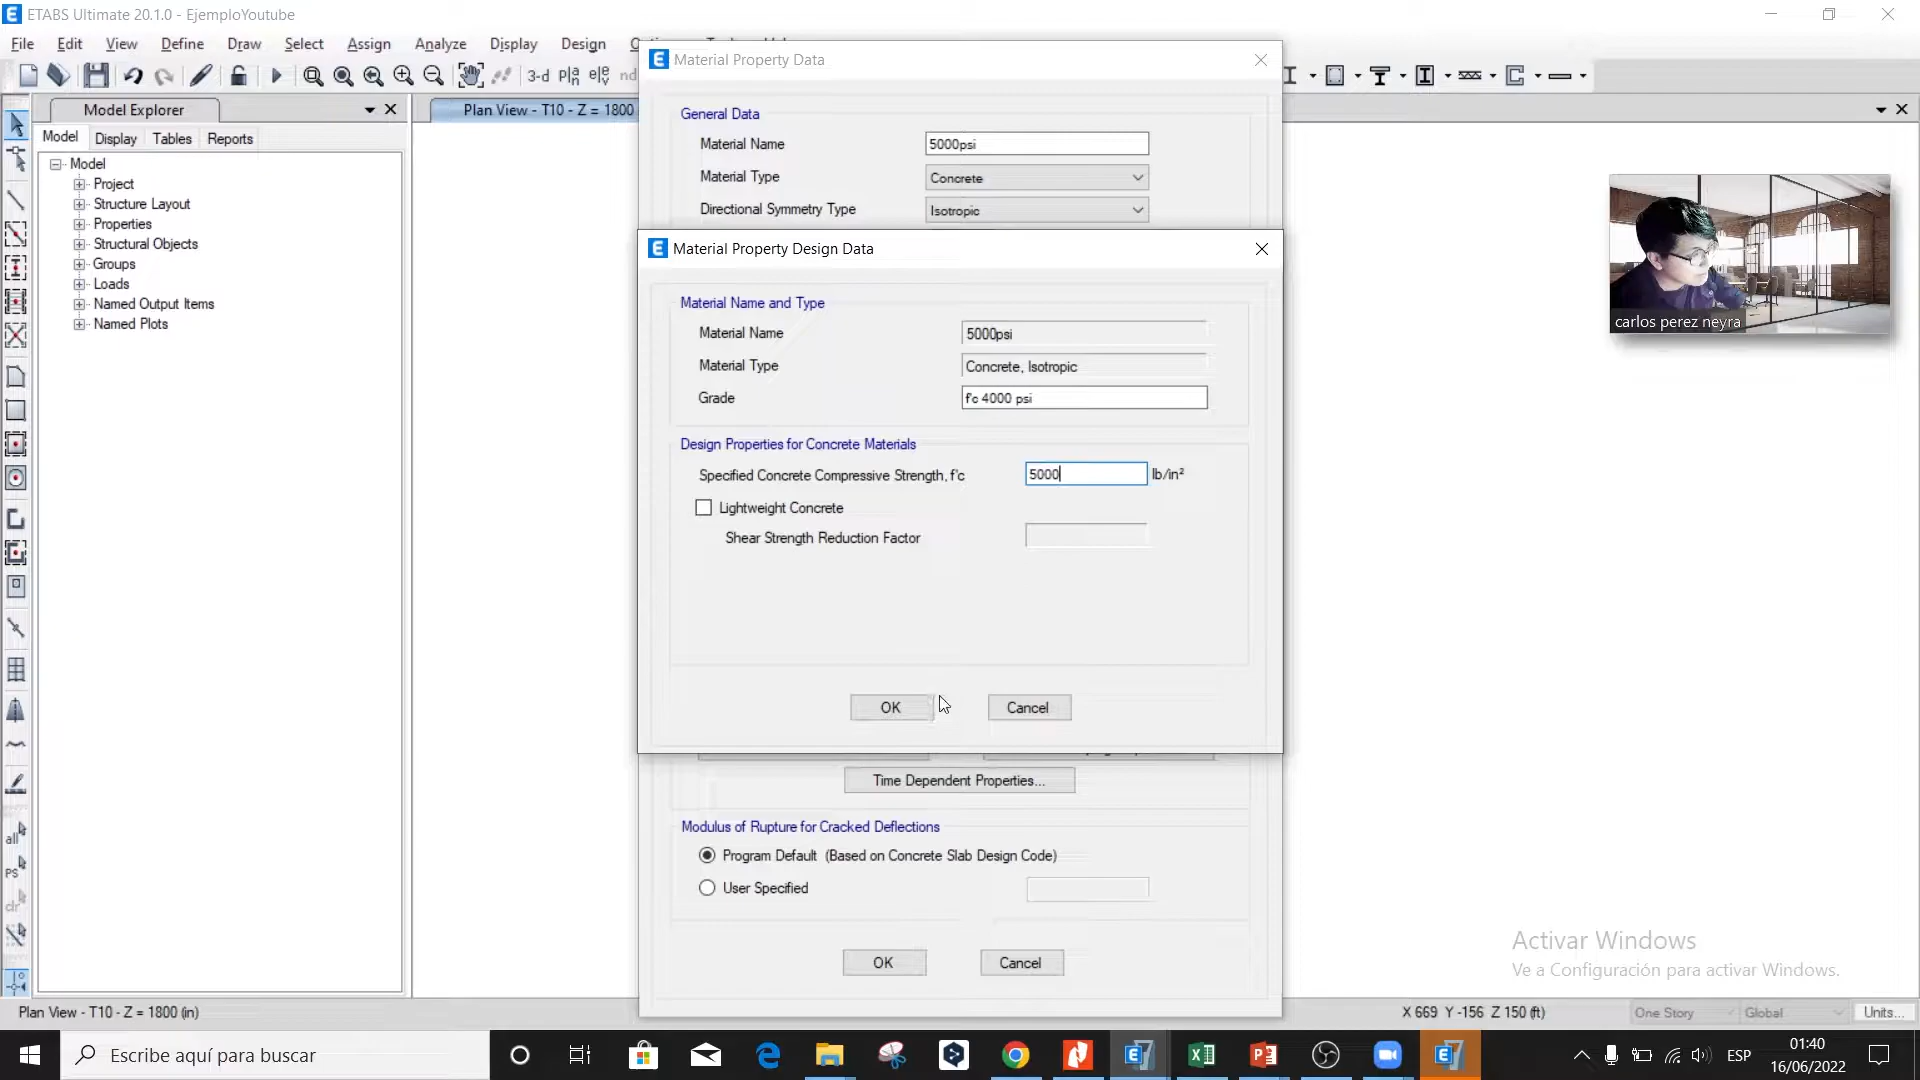 ETABS Ultimate 20.1.0 - EjemploYoutube
File Edit View Define Draw Select Assign Analyze Display Design
3-d pla ele nd
Model Explorer
Plan View - T10 - Z = 1800
Model Display Tables Reports
Model
Project
Structure Layout
Properties
Structural Objects
Groups
Loads
Named Output Items
Named Plots
all
PS
clr
Material Property Data
General Data
Material Name 5000psi
Material Type Concrete
Directional Symmetry Type Isotropic
Material Property Design Data
Material Name and Type
Material Name 5000psi
Material Type Concrete, Isotropic
Grade f'c 4000 psi
Design Properties for Concrete Materials
Specified Concrete Compressive Strength, f'c 5000 lb/in²
Lightweight Concrete
Shear Strength Reduction Factor
OK Cancel
Time Dependent Properties...
Modulus of Rupture for Cracked Deflections
Program Default (Based on Concrete Slab Design Code)
User Specified
OK Cancel
carlos perez neyra
Activar Windows
Ve a Configuración para activar Windows.
Plan View - T10 - Z = 1800 (in)
X 669 Y -156 Z 150 (ft)
One Story Global Units...
Escribe aquí para buscar
ESP
01:40
16/06/2022